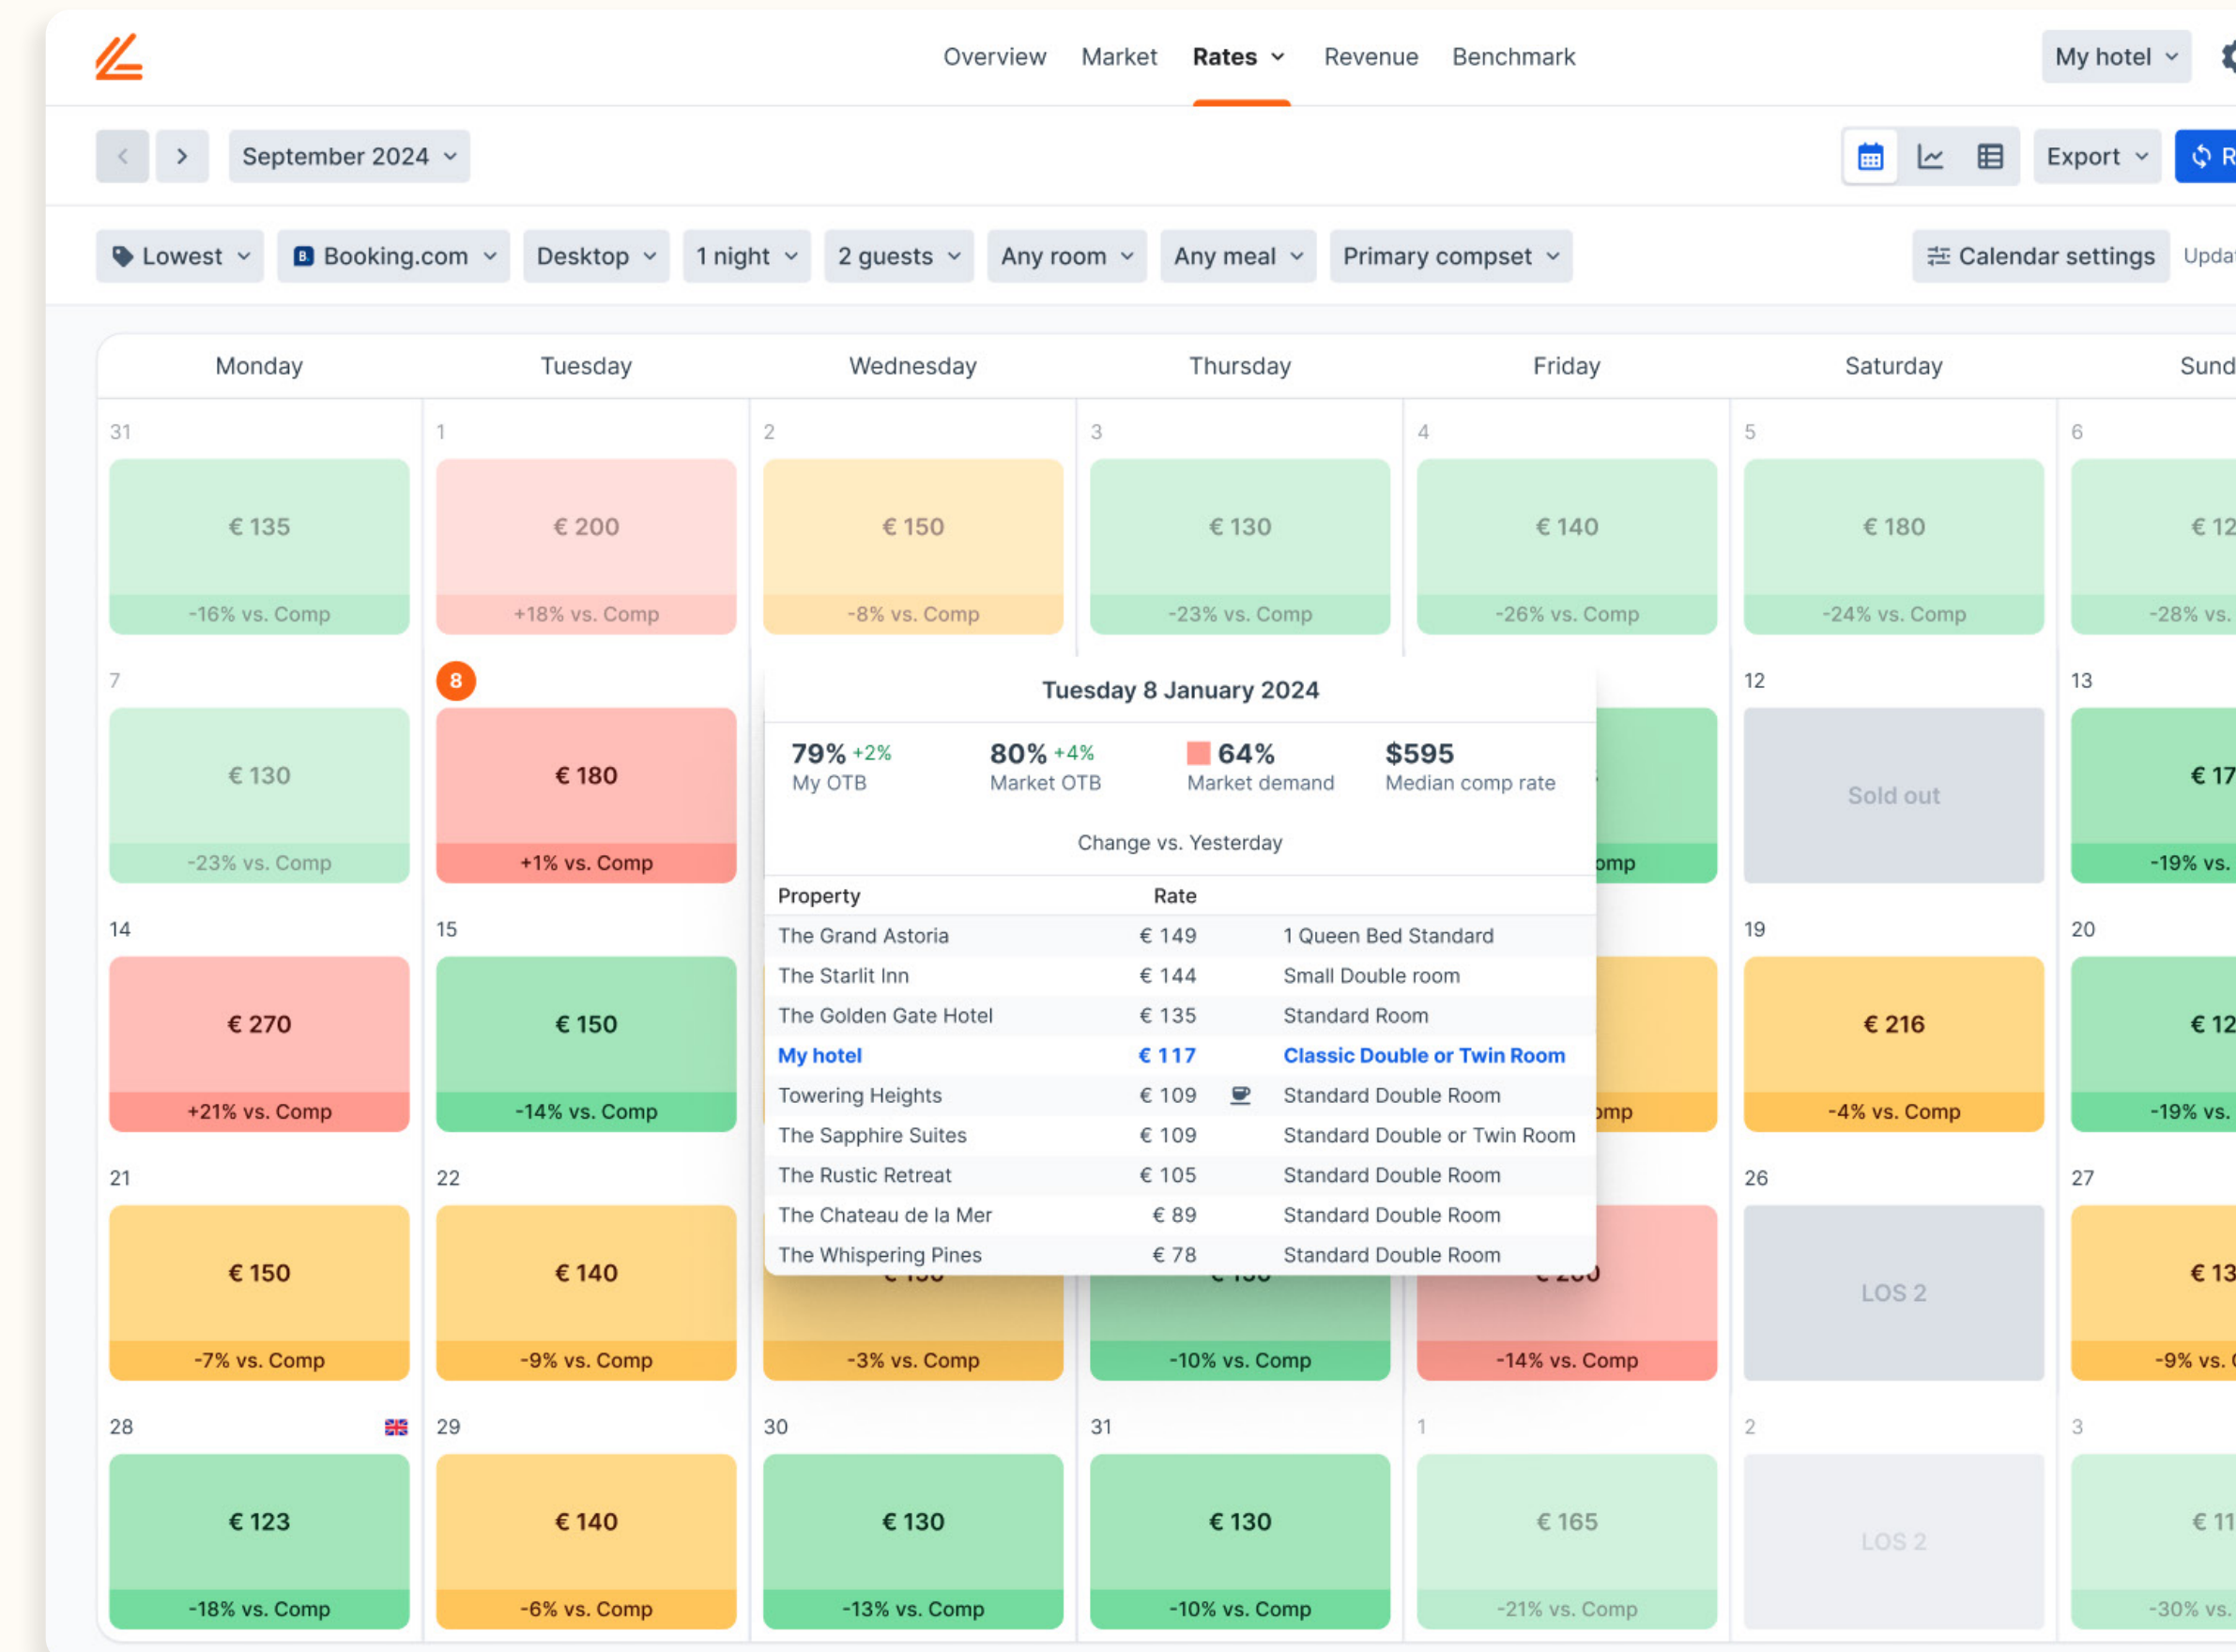 Overview Market Rates Revenue Benchmark My hotel
September 2024 Export
Lowest B. Booking.com Desktop 1 night 2 guests Any room Any meal Primary compset Calendar settings
Monday Tuesday Wednesday Thursday Friday Saturday
31 1 2 3 4 5 6
€ 135 € 200 € 150 € 130 € 140 € 180
-16% vs. Comp +18% vs. Comp -8% vs. Comp -23% vs. Comp -26% vs. Comp -24% vs. Comp -28% vs.
7 8 12 13
€ 130 € 180 Sold out
-23% vs. Comp +1% vs. Comp -19% vs.
Tuesday 8 January 2024
79% +2% 80% +4% 64% $595
My OTB Market OTB Market demand Median comp rate
Change vs. Yesterday
Property Rate
The Grand Astoria € 149 1 Queen Bed Standard
The Starlit Inn € 144 Small Double room
The Golden Gate Hotel € 135 Standard Room
My hotel € 117 Classic Double or Twin Room
Towering Heights € 109 Standard Double Room
The Sapphire Suites € 109 Standard Double or Twin Room
The Rustic Retreat € 105 Standard Double Room
The Chateau de la Mer € 89 Standard Double Room
The Whispering Pines € 78 Standard Double Room
14 15 19 20
€ 270 € 150 € 216
+21% vs. Comp -14% vs. Comp -4% vs. Comp -19% vs.
21 22 26 27
€ 150 € 140 LOS 2
-7% vs. Comp -9% vs. Comp -3% vs. Comp -10% vs. Comp -14% vs. Comp -9% vs.
28 29 30 31 1 2 3
€ 123 € 140 € 130 € 130 € 165 LOS 2
-18% vs. Comp -6% vs. Comp -13% vs. Comp -10% vs. Comp -21% vs. Comp -30% vs.